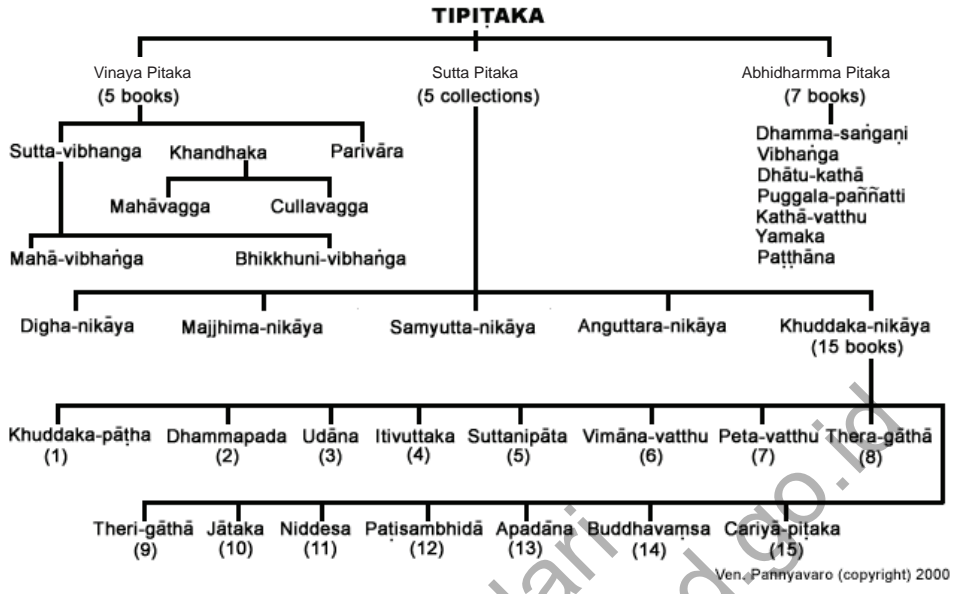 TIPIṬAKA
Vinaya Pitaka
(5 books)
Sutta Pitaka
(5 collections)
Abhidharmma Pitaka
(7 books)
Sutta-vibhanga
Khandhaka
Parivāra
Mahāvagga
Cullavagga
Mahā-vibhaṅga
Bhikkhuni-vibhaṅga
Dhamma-saṅgaṇi
Vibhaṅga
Dhātu-kathā
Puggala-paññatti
Kathā-vatthu
Yamaka
Paṭṭhāna
Digha-nikāya
Majjhima-nikāya
Samyutta-nikāya
Anguttara-nikāya
Khuddaka-nikāya
(15 books)
Khuddaka-pāṭha
(1)
Dhammapada
(2)
Udāna
(3)
Itivuttaka
(4)
Suttanipāta
(5)
Vimāna-vatthu
(6)
Peta-vatthu
(7)
Thera-gāthā
(8)
Theri-gāthā
(9)
Jātaka
(10)
Niddesa
(11)
Paṭisambhidā
(12)
Apadāna
(13)
Buddhavaṃsa
(14)
Cariyā-piṭaka
(15)
Ven. Pannyavaro (copyright) 2000